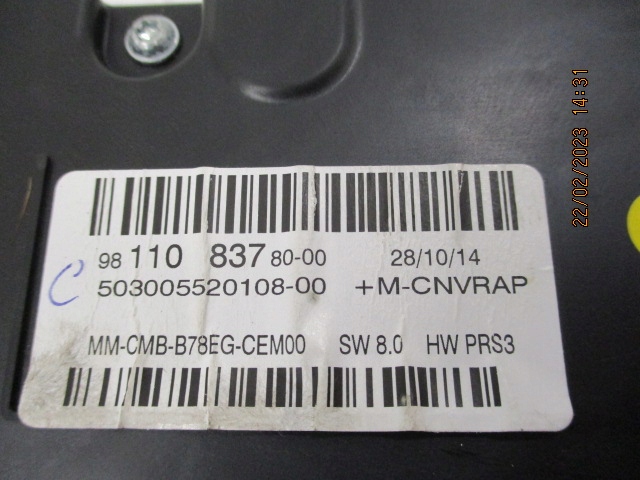 22/02/2023 14:31
98 110 837 80-00 28/10/14
C 503005520108-00 +M-CNVRAP
MM-CMB-B78EG-CEM00 SW 8.0 HW PRS3